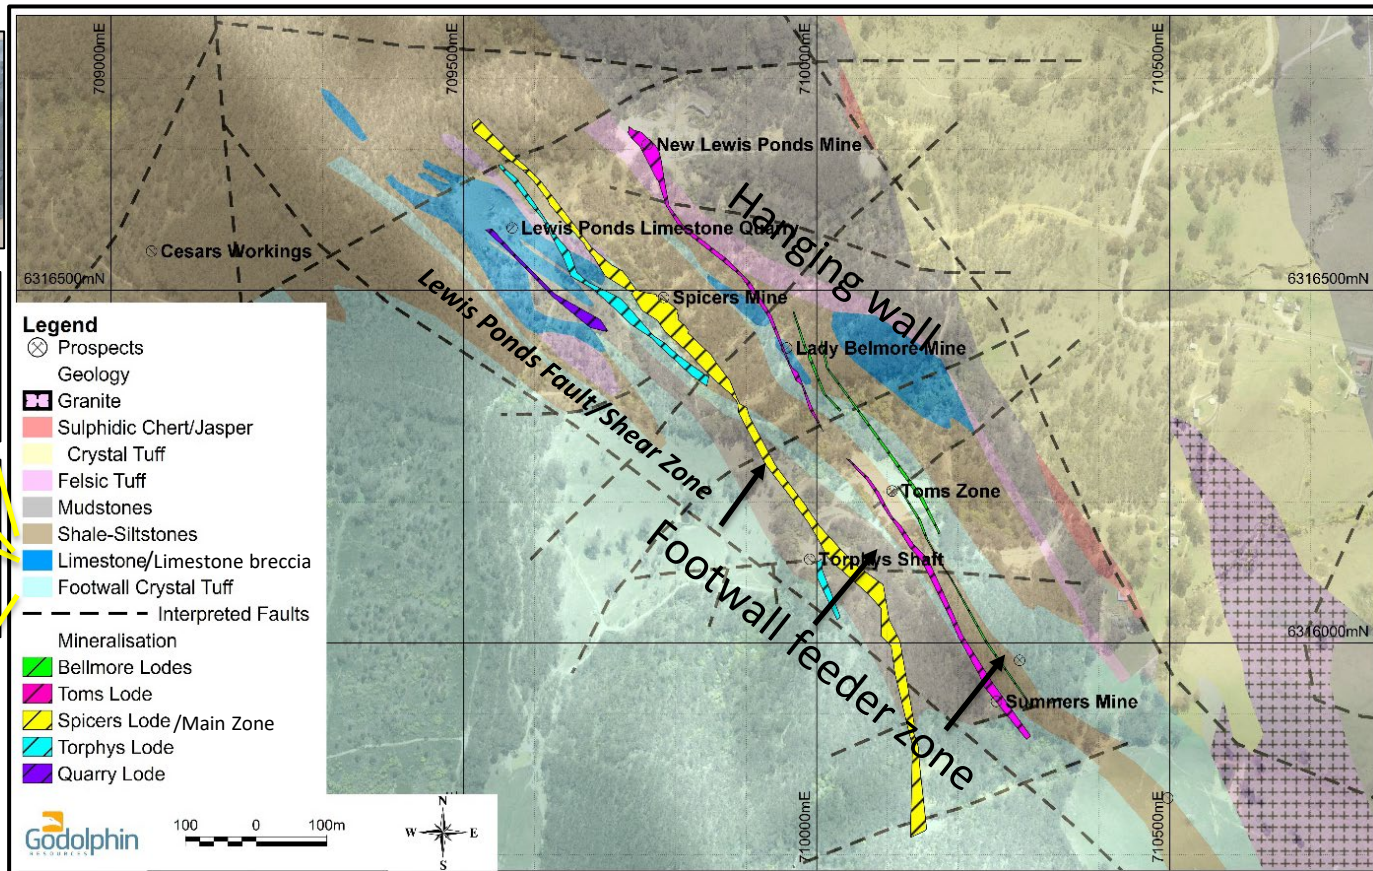 709000mE
709500mE
710000mE
710500mE
New Lewis Ponds Mine
Hanging wall
Lewis Ponds Limestone Quarry
Cesars Workings
6316500mN
6316500mN
Spicers Mine
Lewis Ponds Fault/Shear Zone
Lady Belmore Mine
Toms Zone
Torphys Shaft
Footwall feeder zone
6316000mN
Summers Mine
710000mE
710500mE
Legend
Prospects
Geology
Granite
Sulphidic Chert/Jasper
Crystal Tuff
Felsic Tuff
Mudstones
Shale-Siltstones
Limestone/Limestone breccia
Footwall Crystal Tuff
Interpreted Faults
Mineralisation
Bellmore Lodes
Toms Lode
Spicers Lode/Main Zone
Torphys Lode
Quarry Lode
Godolphin
RESOURCES
100 0 100m
N
W E
S